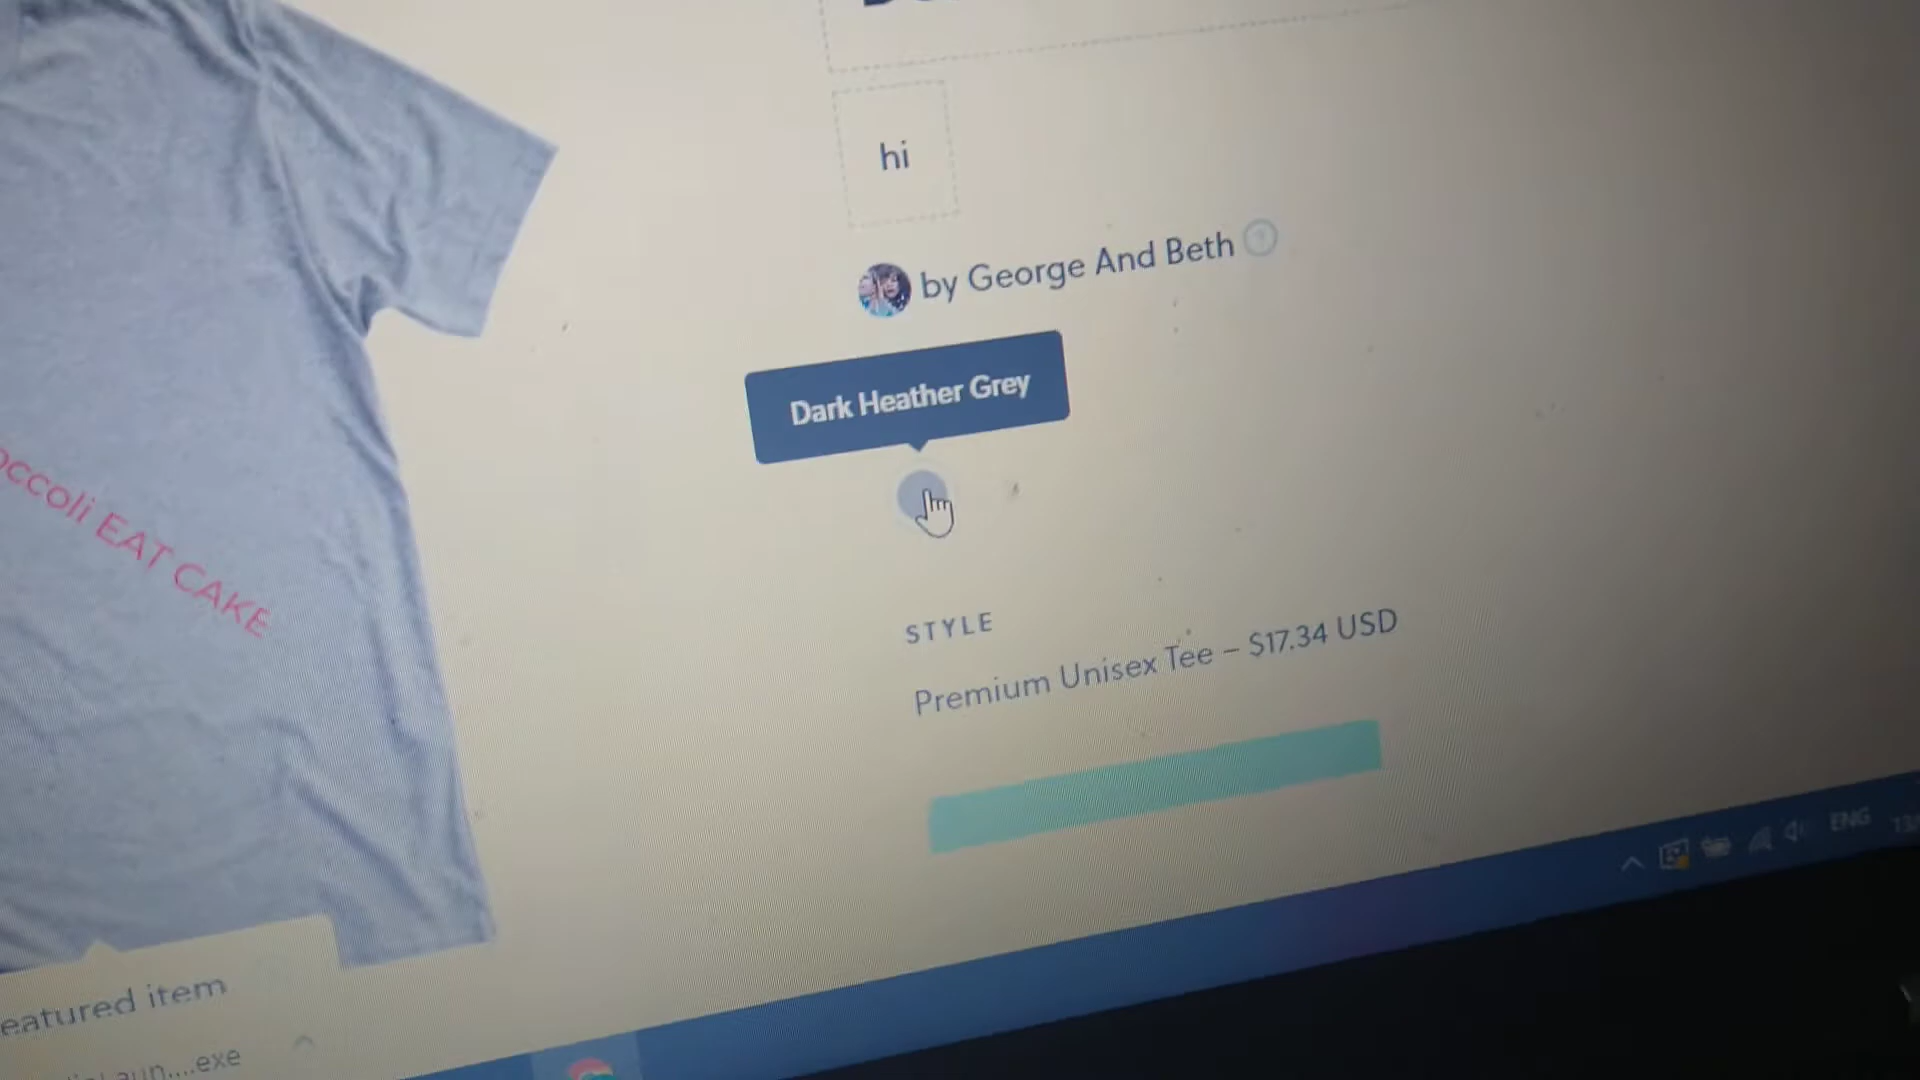 hi
by George And Beth
Dark Heather Grey
EAT CAKE
STYLE
Premium Unisex Tee – $17.34 USD
item
ENG